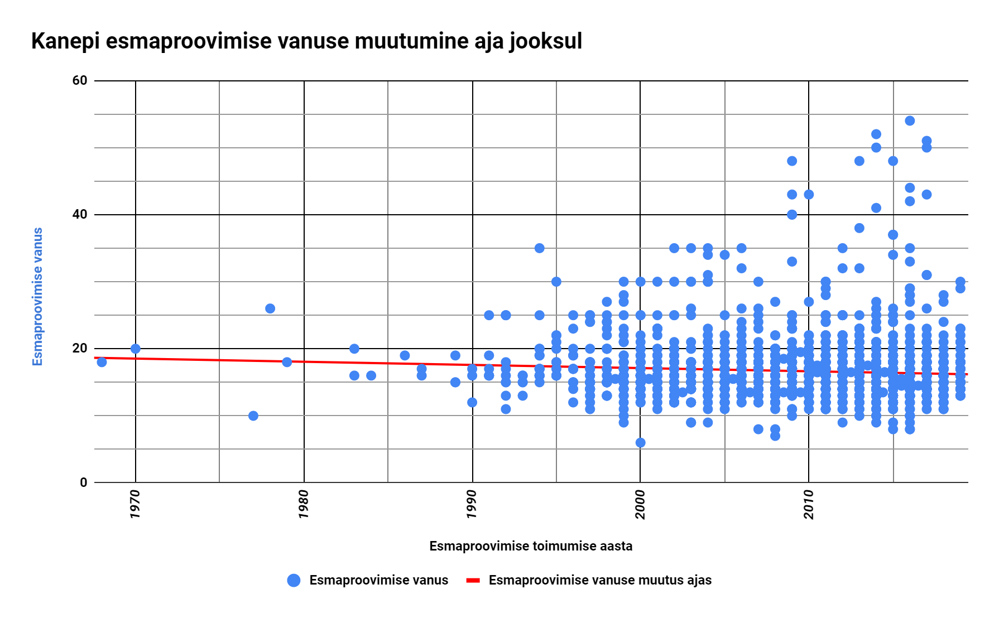 Kanepi esmaproovimise vanuse muutumine aja jooksul
60
40
20
0
Esmaproovimise vanus
1970
1980
1990
2000
2010
Esmaproovimise toimumise aasta
Esmaproovimise vanus
Esmaproovimise vanuse muutus ajas